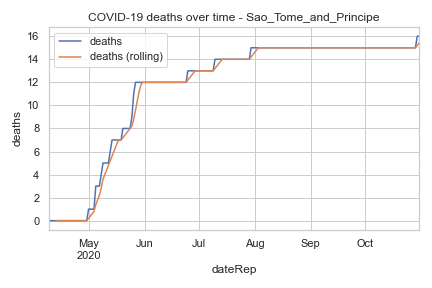 COVID-19 deaths over time - Sao_Tome_and_Principe
deaths
deaths (rolling)
16
14
12
10
8
6
4
2
0
deaths
May
2020
Jun
Jul
Aug
Sep
Oct
dateRep